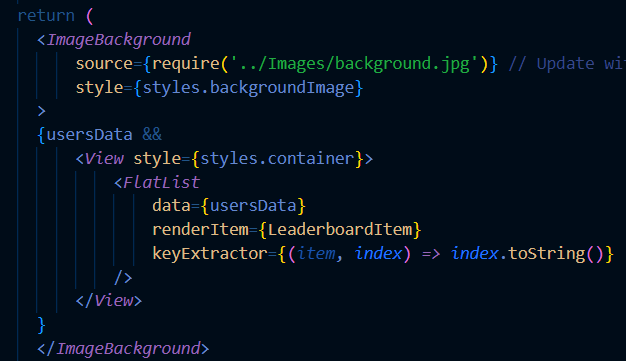 return (
<ImageBackground
source={require('../Images/background.jpg')} // Update
style={styles.backgroundImage}
>
{usersData &&
<View style={styles.container}>
<FlatList
data={usersData}
renderItem={LeaderboardItem}
keyExtractor={(item, index) => index.toString()}
/>
</View>
}
</ImageBackground>